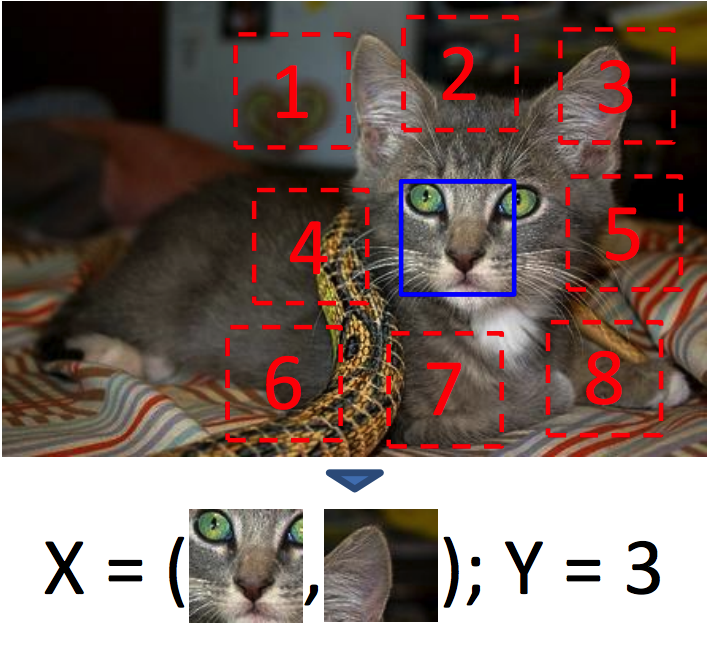 1 2 3
4 5
6 7 8
X = ( , ); Y = 3